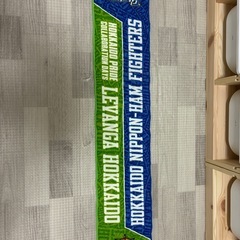 HOKKAIDO PRIDE
COLLABORATION DAYS
LEVANGA HOKKAIDO
HOKKAIDO NIPPON-HAM FIGHTERS